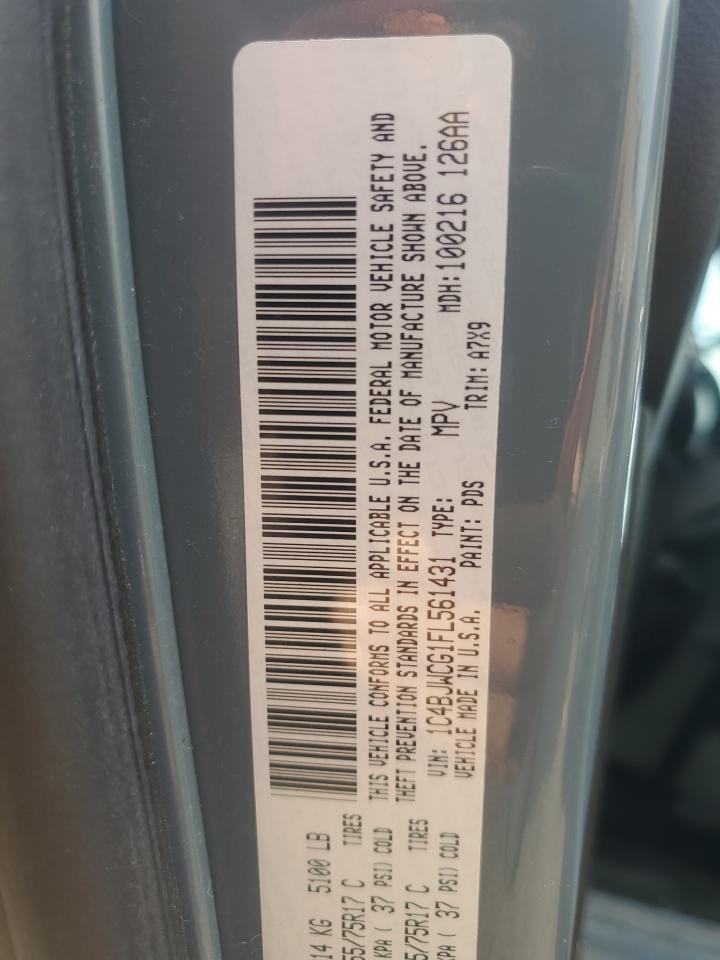 14 KG 5100 LB
55/75R17 C TIRES
KPA ( 37 PSI) COLD
5/75R17 C TIRES
KPA ( 37 PSI) COLD
THIS VEHICLE CONFORMS TO ALL APPLICABLE U.S.A. FEDERAL MOTOR VEHICLE SAFETY AND
THEFT PREVENTION STANDARDS IN EFFECT ON THE DATE OF MANUFACTURE SHOWN ABOVE.
VIN: 1C4BJWCG1FL561431 TYPE: MPV MDH:100216 126AA
VEHICLE MADE IN U.S.A. PAINT: PDS TRIM: A7X9